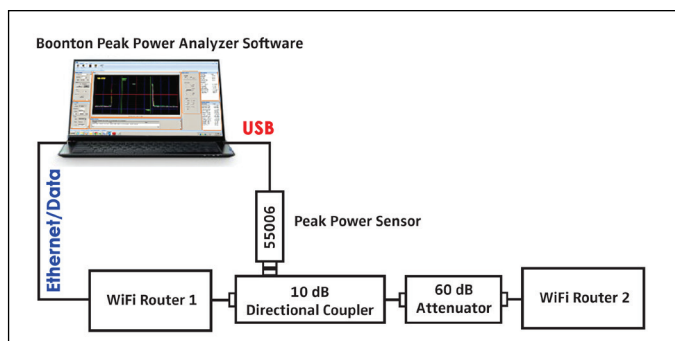 Boonton Peak Power Analyzer Software
USB
Ethernet/Data
55006
Peak Power Sensor
WiFi Router 1
10 dB
Directional Coupler
60 dB
Attenuator
WiFi Router 2